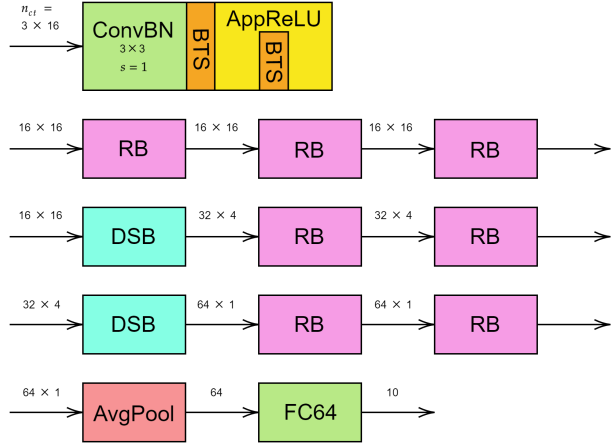 n_ct =
3 × 16
ConvBN
3×3
s = 1
BTS
AppReLU
BTS
16 × 16
RB
16 × 16
RB
16 × 16
RB
16 × 16
DSB
32 × 4
RB
32 × 4
RB
32 × 4
DSB
64 × 1
RB
64 × 1
RB
64 × 1
AvgPool
64
FC64
10